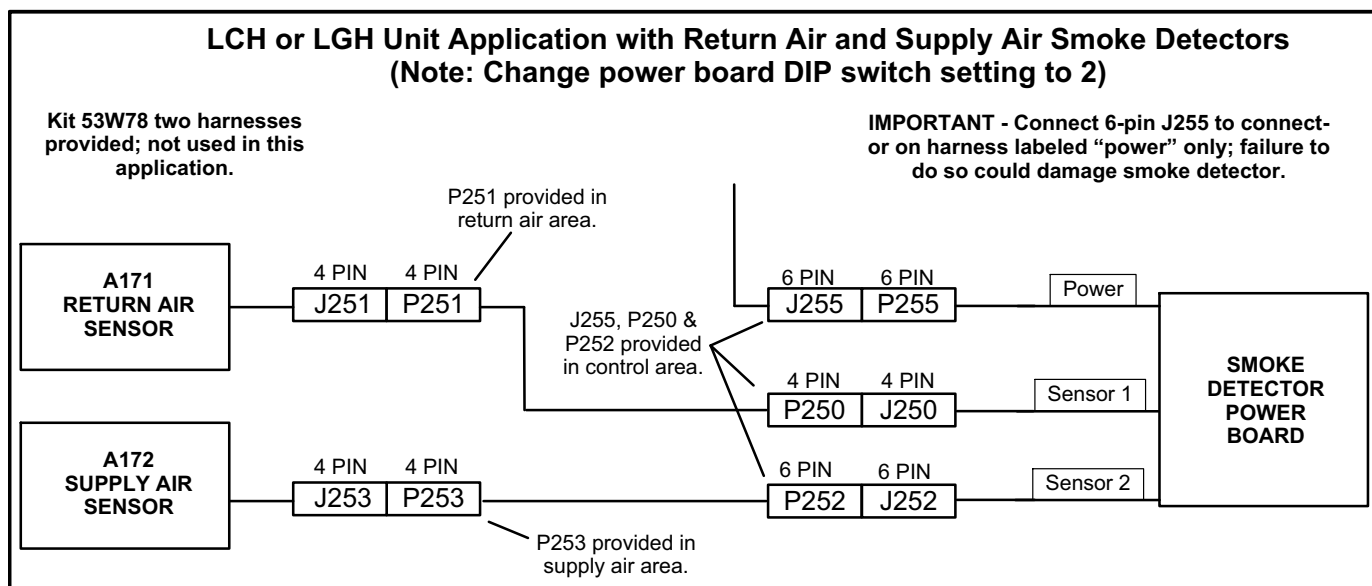 LCH or LGH Unit Application with Return Air and Supply Air Smoke Detectors
(Note: Change power board DIP switch setting to 2)
Kit 53W78 two harnesses
provided; not used in this
application.
IMPORTANT - Connect 6-pin J255 to connect-
or on harness labeled “power” only; failure to
do so could damage smoke detector.
P251 provided in
return air area.
A171
RETURN AIR
SENSOR
4 PIN 4 PIN
J251 P251
6 PIN 6 PIN
J255 P255
Power
J255, P250 &
P252 provided
in control area.
4 PIN 4 PIN
P250 J250
Sensor 1
SMOKE
DETECTOR
POWER
BOARD
A172
SUPPLY AIR
SENSOR
4 PIN 4 PIN
J253 P253
6 PIN 6 PIN
P252 J252
Sensor 2
P253 provided in
supply air area.